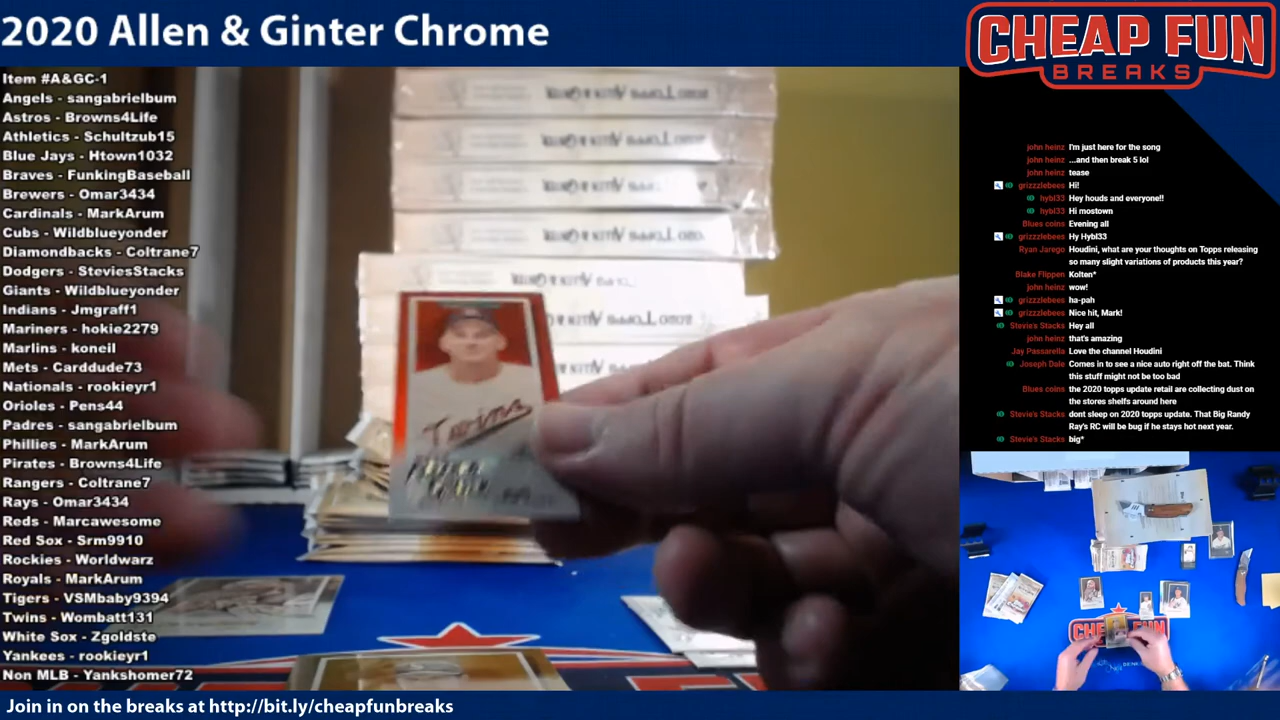 2020 Allen & Ginter Chrome
CHEAP FUN
BREAKS
Item #A&GC-1
Angels - sangabrielbum
Astros - Browns4Life
Athletics - Schultzub15
Blue Jays - Htown1032
Braves - FunkingBaseball
Brewers - Omar3434
Cardinals - MarkArum
Cubs - Wildblueyonder
Diamondbacks - Coltrane7
Dodgers - SteviesStacks
Giants - Wildblueyonder
Indians - Jmgraff1
Mariners - hokie2279
Marlins - koneil
Mets - Carddude73
Nationals - rookieyr1
Orioles - Pens44
Padres - sangabrielbum
Phillies - MarkArum
Pirates - Browns4Life
Rangers - Coltrane7
Rays - Omar3434
Reds - Marcawesome
Red Sox - Srm9910
Rockies - Worldwarz
Royals - MarkArum
Tigers - VSMbaby9394
Twins - Wombatt131
White Sox - Zgoldste
Yankees - rookieyr1
Non MLB - Yankshomer72
Twins
john heinz I'm just here for the song
john heinz ...and then break 5 lol
john heinz tease
grizzzlebees Hi!
hybl33 Hey houds and everyone!!
hybl33 Hi mostown
Blues coins Evening all
grizzzlebees Hy Hybl33
Ryan Jarego Houdini, what are your thoughts on Topps releasing
so many slight variations of products this year?
Blake Flippen Kolten*
john heinz wow!
grizzzlebees ha-pah
grizzzlebees Nice hit, Mark!
Stevie's Stacks Hey all
john heinz that's amazing
Jay Passarella Love the channel Houdini
Joseph Dale Comes in to see a nice auto right off the bat. Think
this stuff might not be too bad
Blues coins the 2020 topps update retail are collecting dust on
the stores shelfs around here
Stevie's Stacks dont sleep on 2020 topps update. That Big Randy
Ray's RC will be bug if he stays hot next year.
Stevie's Stacks big*
CHEAP FUN
Join in on the breaks at http://bit.ly/cheapfunbreaks